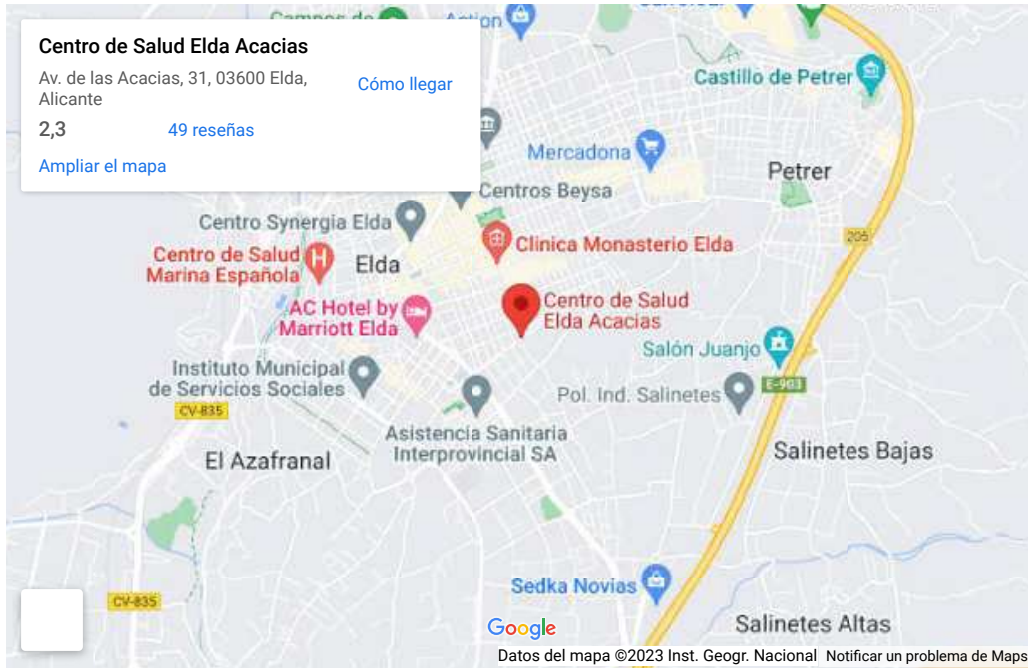 Campos de
Action
Centro de Salud Elda Acacias
Av. de las Acacias, 31, 03600 Elda,
Alicante
Cómo llegar
2,3
49 reseñas
Ampliar el mapa
Castillo de Petrer
Mercadona
Petrer
Centros Beysa
Centro Synergia Elda
205
Clinica Monasterio Elda
Centro de Salud
Marina Española
Elda
AC Hotel by
Marriott Elda
Centro de Salud
Elda Acacias
Salón Juanjo
Instituto Municipal
de Servicios Sociales
Pol. Ind. Salinetes
E-903
CV-835
Asistencia Sanitaria
Interprovincial SA
El Azafranal
Salinetes Bajas
Sedka Novias
CV-835
Google
Salinetes Altas
Datos del mapa ©2023 Inst. Geogr. Nacional
Notificar un problema de Maps